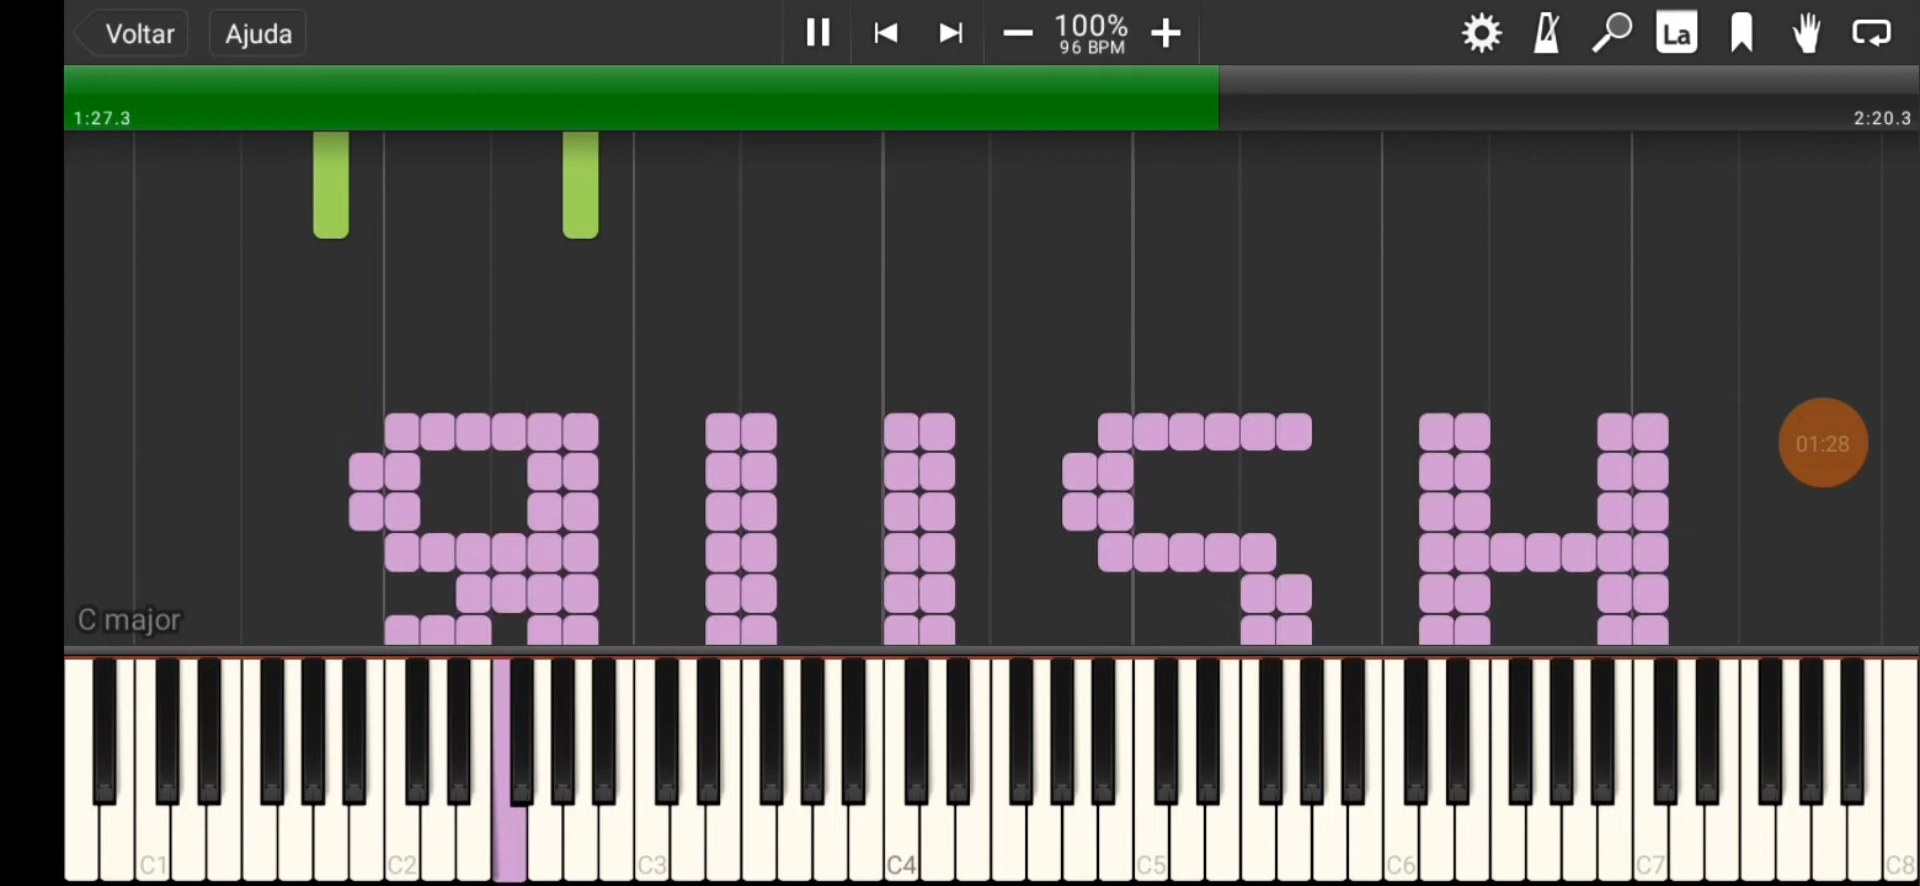 Voltar Ajuda 100% La
96 BPM
1:27.3 2:20.3
01:28
C major
C1 C2 C3 C4 C5 C6 C7 C8